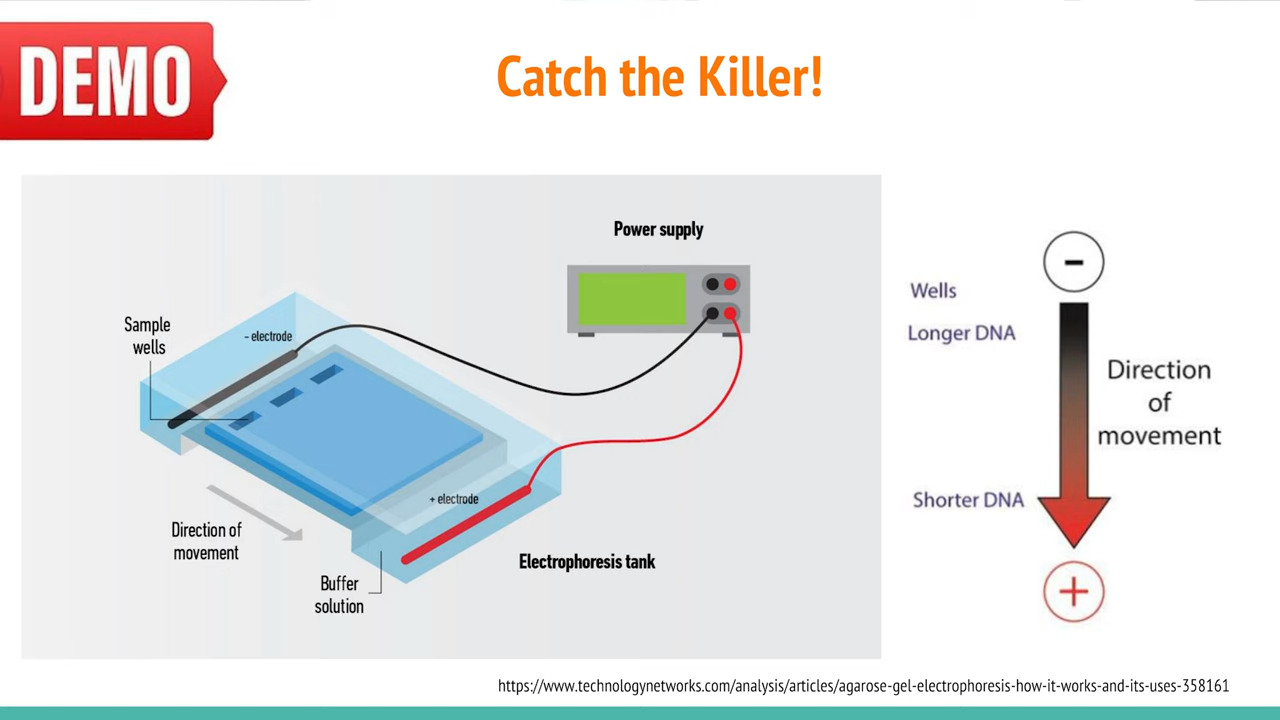 DEMO
Catch the Killer!
Power supply
Sample
wells
– electrode
+ electrode
Direction of
movement
Buffer
solution
Electrophoresis tank
-
Wells
Longer DNA
Direction
of
movement
Shorter DNA
+
https://www.technologynetworks.com/analysis/articles/agarose-gel-electrophoresis-how-it-works-and-its-uses-358161